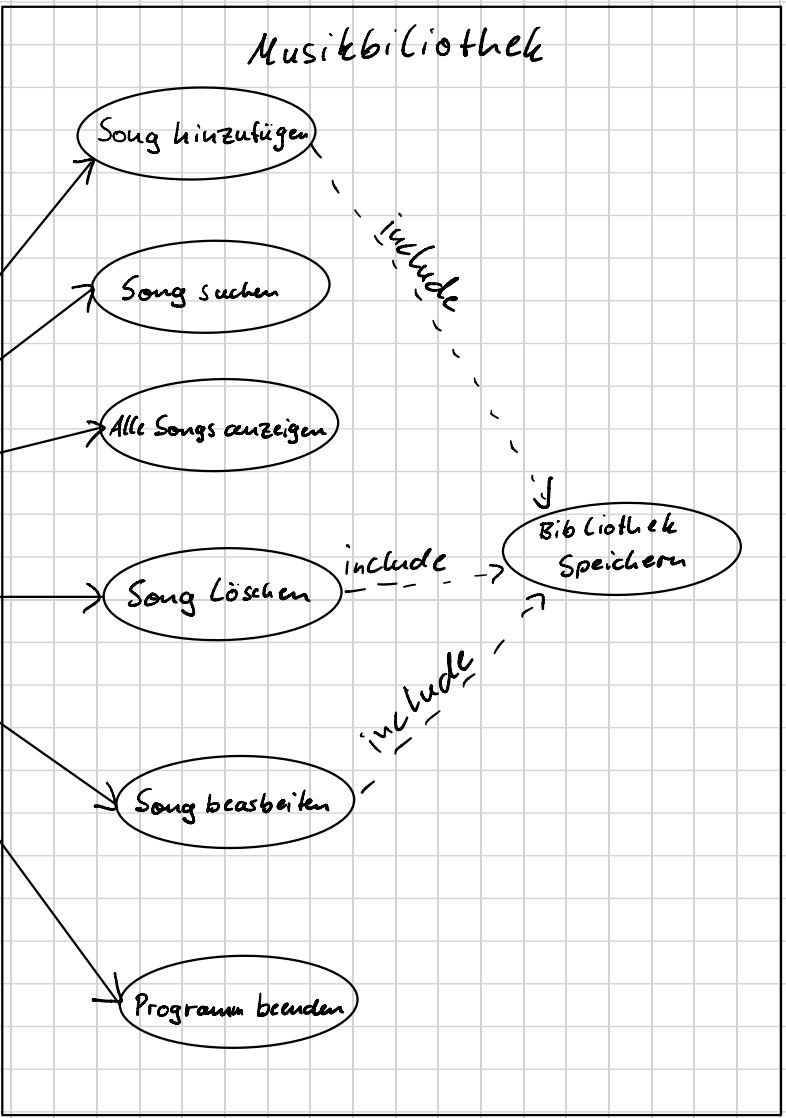 Musikbiliothek
Song hinzufügen
include
Song suchen
Alle Songs anzeigen
Bibliothek
Speichern
include
Song Löschen
include
Song bearbeiten
Programm beenden